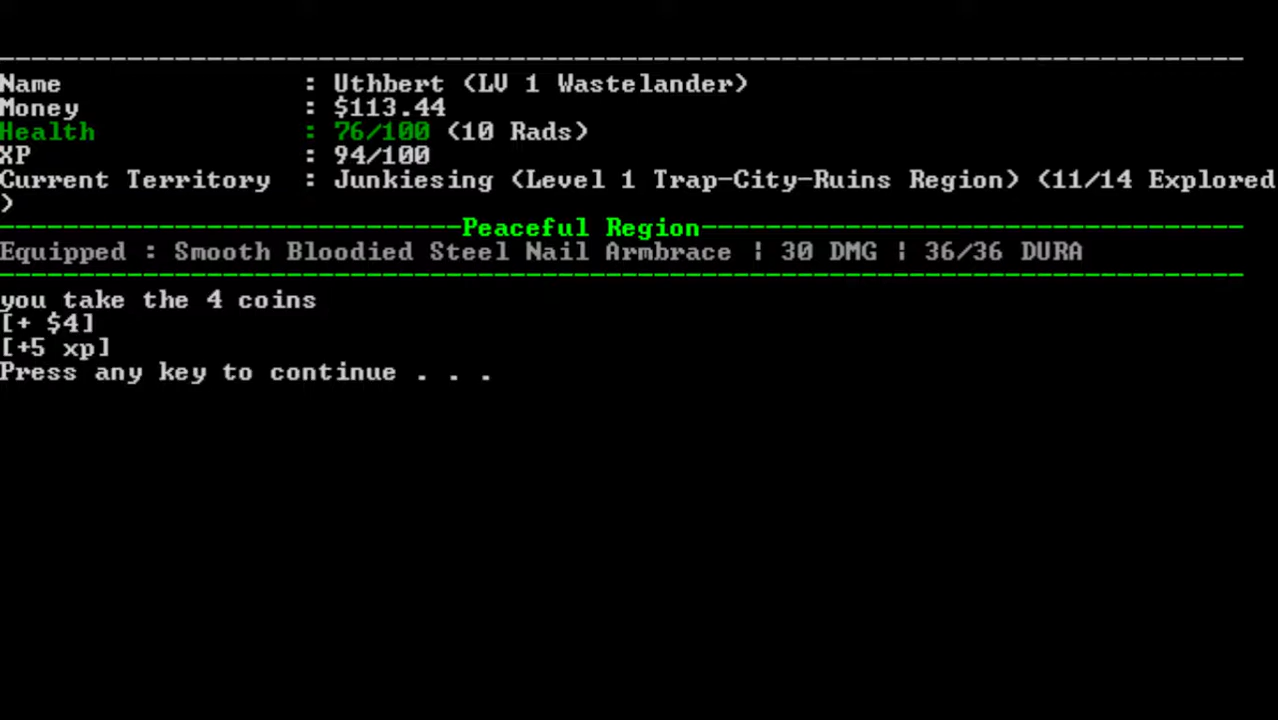 Name                  : Uthbert (LV 1 Wastelander)
Money                 : $113.44
Health                : 76/100 (10 Rads)
XP                    : 94/100
Current Territory  : Junkiesing (Level 1 Trap-City-Ruins Region) (11/14 Explored
)
-----------------------------Peaceful Region-----------------------------------
Equipped : Smooth Bloodied Steel Nail Armbrace | 30 DMG | 36/36 DURA
you take the 4 coins
[+ $4]
[+5 xp]
Press any key to continue . . .